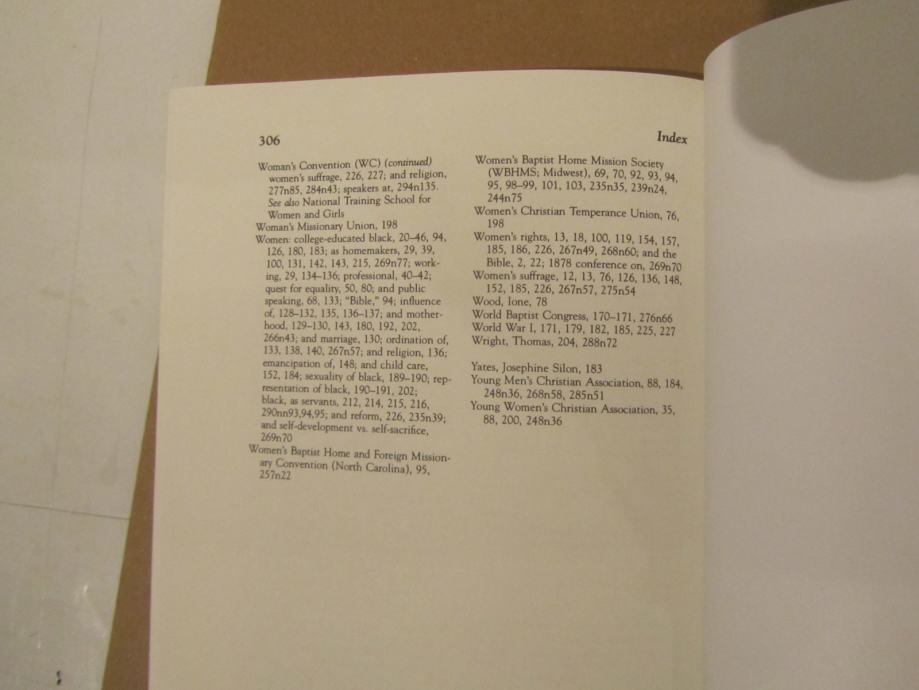 306
Index
Woman's Convention (WC) (continued)
women's suffrage, 226, 227; and religion,
277n85, 284n43; speakers at, 294n135.
See also National Training School for
Women and Girls
Woman's Missionary Union, 198
Women: college-educated black, 20–46, 94,
126, 180, 183; as homemakers, 29, 39,
100, 131, 142, 143, 215, 269n77; work-
ing, 29, 134–136; professional, 40–42;
quest for equality, 50, 80; and public
speaking, 68, 133; "Bible," 94; influence
of, 128–132, 135, 136–137; and mother-
hood, 129–130, 143, 180, 192, 202,
266n43; and marriage, 130; ordination of,
133, 138, 140, 267n57; and religion, 136;
emancipation of, 148; and child care,
152, 184; sexuality of black, 189–190; rep-
resentation of black, 190–191, 202;
black, as servants, 212, 214, 215, 216,
290nn93,94,95; and reform, 226, 235n39;
and self-development vs. self-sacrifice,
269n70
Women's Baptist Home and Foreign Mission-
ary Convention (North Carolina), 95,
257n22
Women's Baptist Home Mission Society
(WBHMS; Midwest), 69, 70, 92, 93, 94,
95, 98–99, 101, 103, 235n35, 239n24,
244n75
Women's Christian Temperance Union, 76,
198
Women's rights, 13, 18, 100, 119, 154, 157,
185, 186, 226, 267n49, 268n60; and the
Bible, 2, 22; 1878 conference on, 269n70
Women's suffrage, 12, 13, 76, 126, 136, 148,
152, 185, 226, 267n57, 275n54
Wood, Ione, 78
World Baptist Congress, 170–171, 276n66
World War I, 171, 179, 182, 185, 225, 227
Wright, Thomas, 204, 288n72
Yates, Josephine Silon, 183
Young Men's Christian Association, 88, 184,
248n36, 268n58, 285n51
Young Women's Christian Association, 35,
88, 200, 248n36